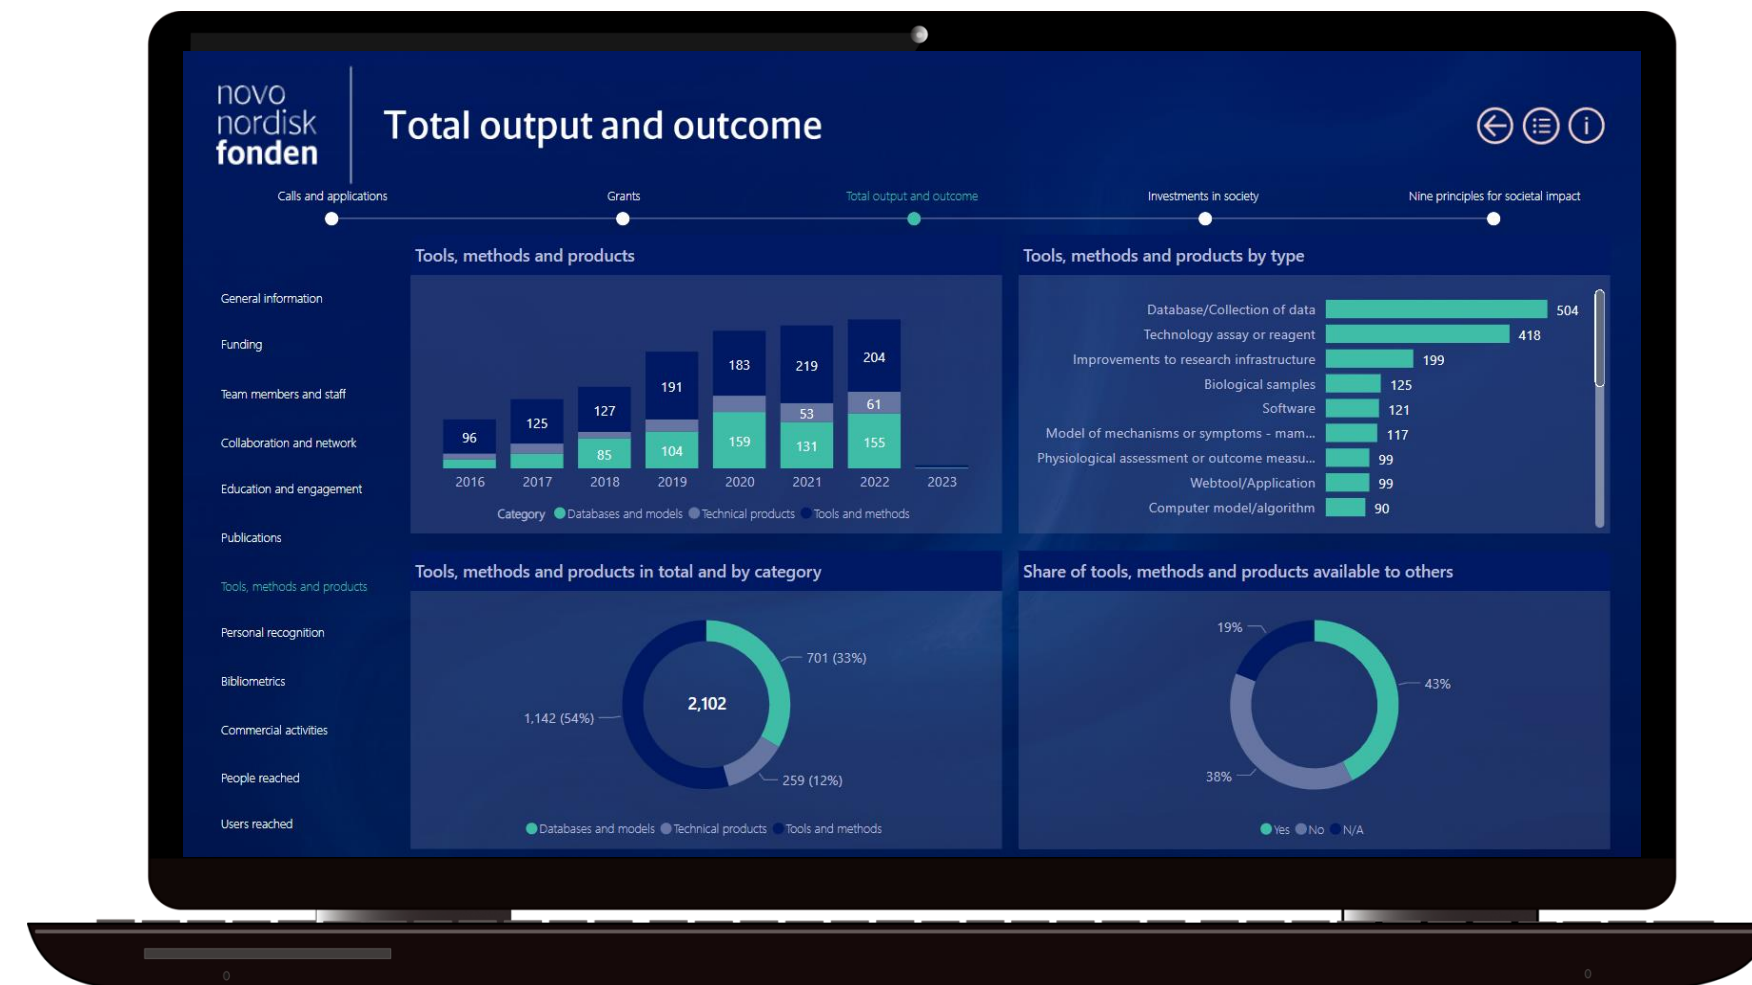 novo
nordisk
fonden
Total output and outcome
Calls and applications
Grants
Total output and outcome
Investments in society
Nine principles for societal impact
General information
Funding
Team members and staff
Collaboration and network
Education and engagement
Publications
Tools, methods and products
Personal recognition
Bibliometrics
Commercial activities
People reached
Users reached
Tools, methods and products
96
125
127
85
191
104
183
159
219
53
131
204
61
155
2016 2017 2018 2019 2020 2021 2022 2023
Category Databases and models Technical products Tools and methods
Tools, methods and products by type
Database/Collection of data 504
Technology assay or reagent 418
Improvements to research infrastructure 199
Biological samples 125
Software 121
Model of mechanisms or symptoms - mam... 117
Physiological assessment or outcome measu... 99
Webtool/Application 99
Computer model/algorithm 90
Tools, methods and products in total and by category
701 (33%)
2,102
1,142 (54%)
259 (12%)
Databases and models Technical products Tools and methods
Share of tools, methods and products available to others
19%
43%
38%
Yes No N/A